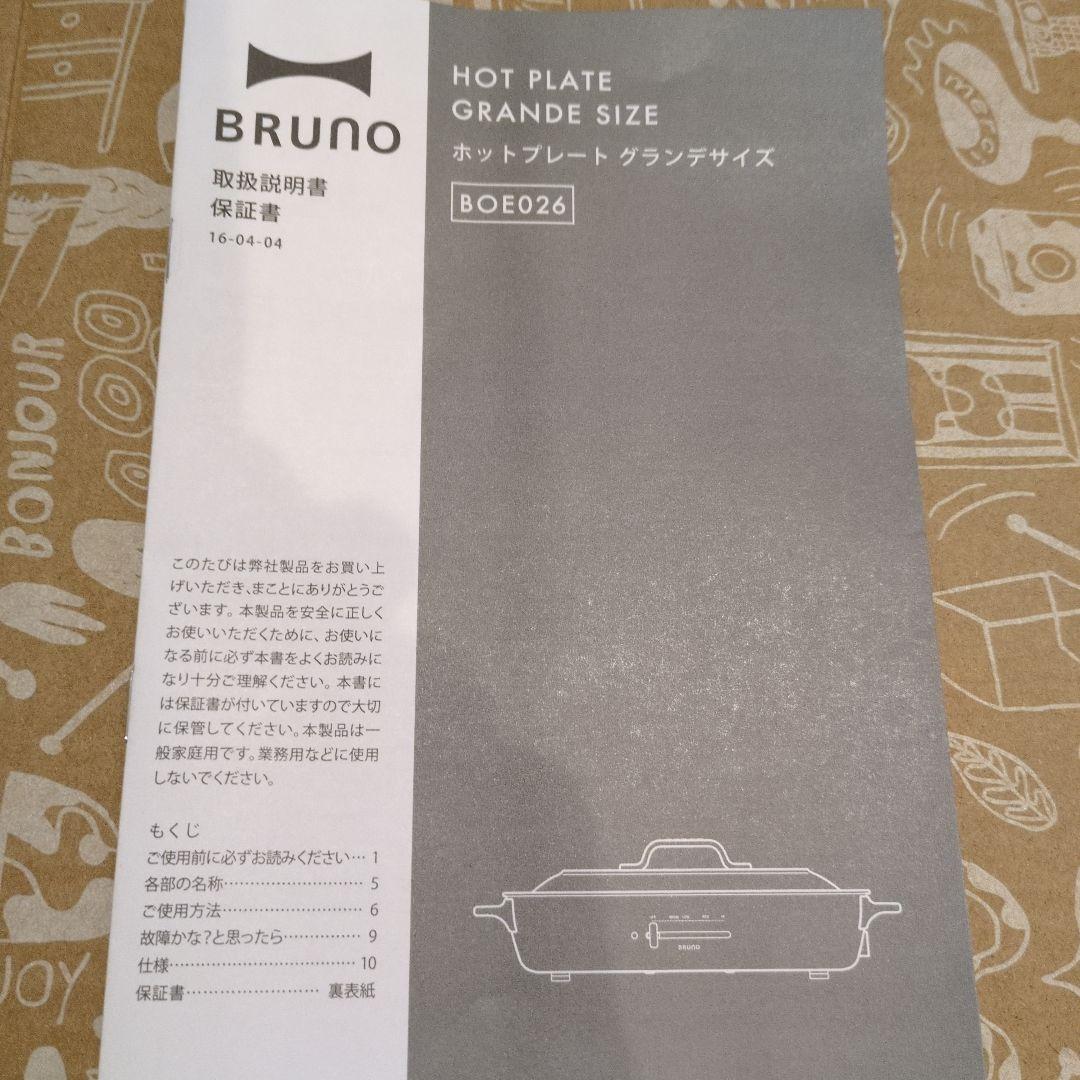 BRUNO
取扱説明書
保証書
16-04-04
HOT PLATE
GRANDE SIZE
ホットプレート グランデサイズ
BOE026
このたびは弊社製品をお買い上
げいただき、まことにありがとうご
ざいます。本製品を安全に正しく
お使いいただくために、お使いに
なる前に必ず本書をよくお読みに
なり十分ご理解ください。本書に
は保証書が付いていますので大切
に保管してください。本製品は一
般家庭用です。業務用などに使用
しないでください。
もくじ
ご使用前に必ずお読みください… 1
各部の名称……………………… 5
ご使用方法……………………… 6
故障かな?と思ったら…………… 9
仕様……………………………… 10
保証書…………………… 裏表紙
BRUNO
BONJOUR
ENJOY